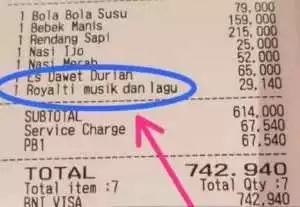 1 Bola Bola Susu 79,000
1 Bebek Manis 159,000
1 Rendang Sapi 215,000
1 Nasi Ijo 25,000
1 Nasi Merah 52,000
1 Es Dawet Durian 65,000
1 Royalti musik dan lagu 29,140
SUBTOTAL 614,000
Service Charge 67.540
PB1 67.540
TOTAL 742.940
Total item :7 Total Qty :7
BNI VISA 742,940